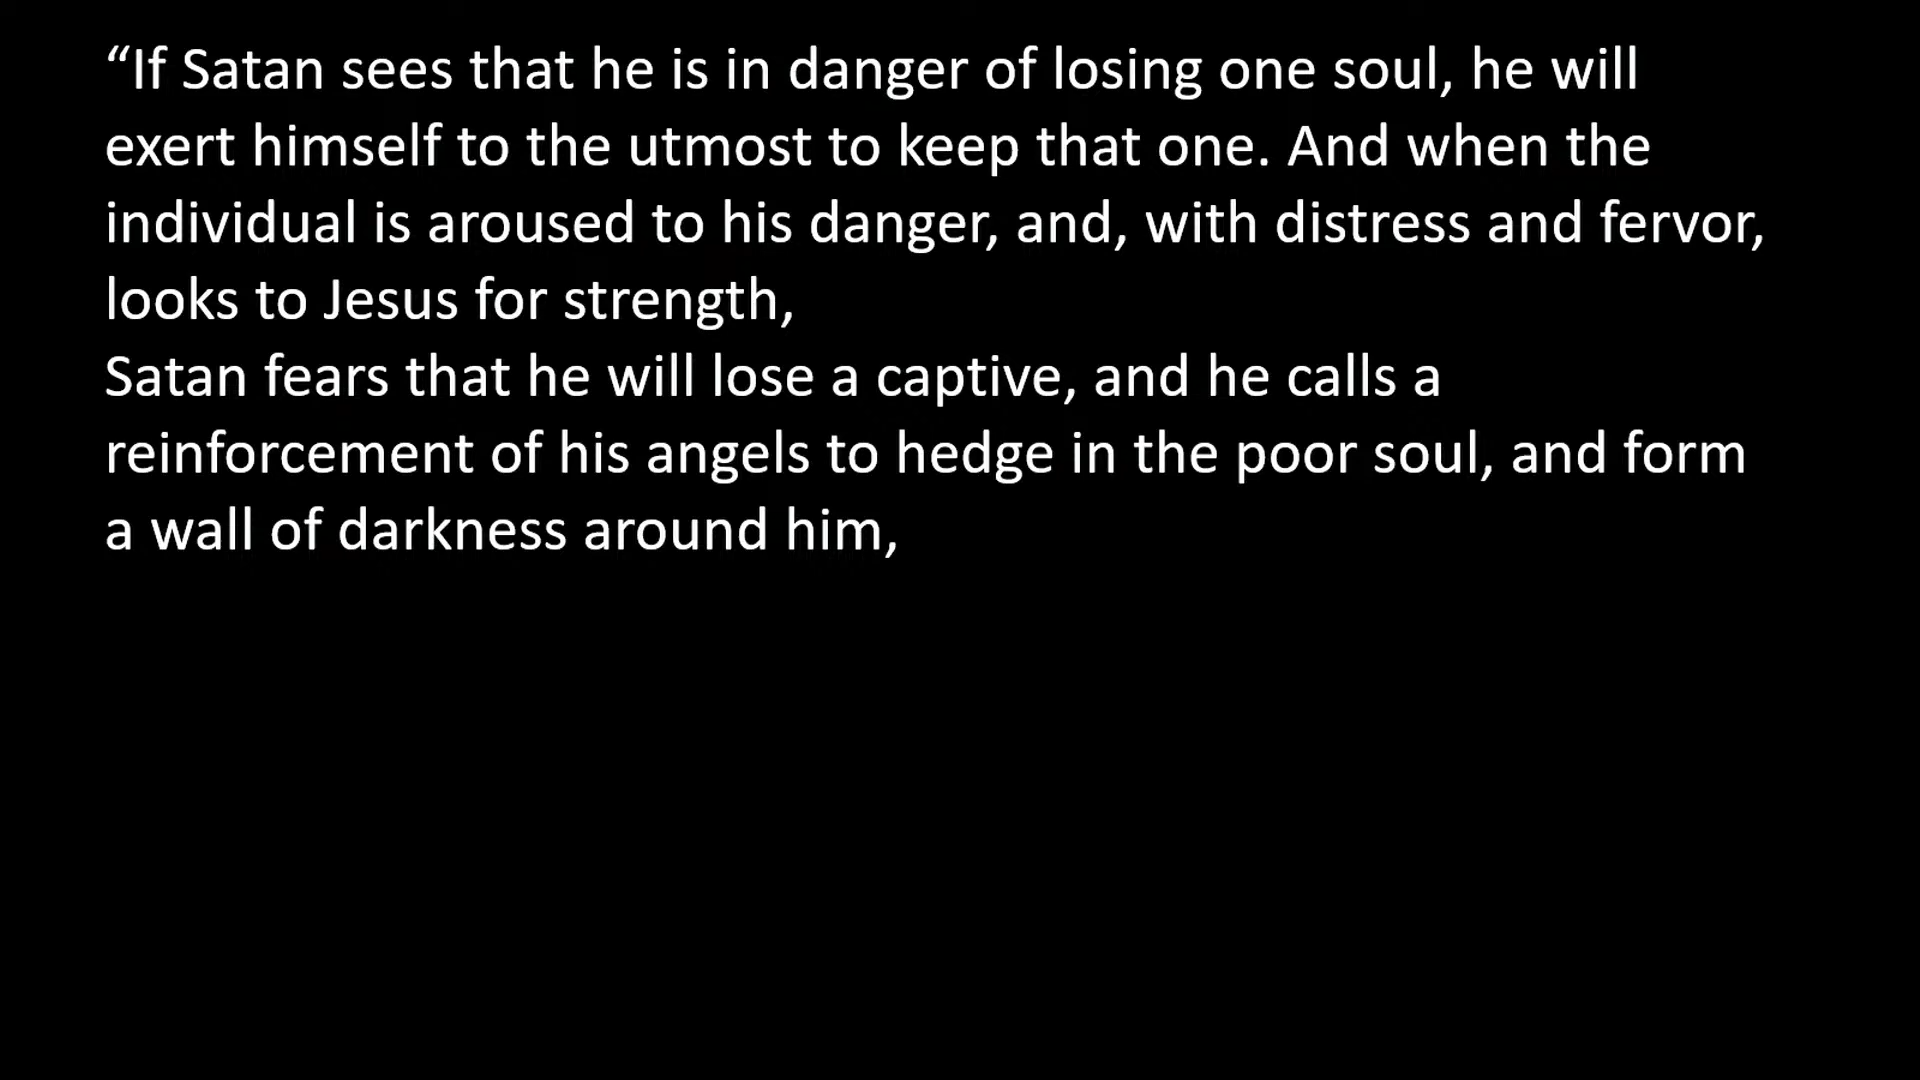 “If Satan sees that he is in danger of losing one soul, he will
exert himself to the utmost to keep that one. And when the
individual is aroused to his danger, and, with distress and fervor,
looks to Jesus for strength,
Satan fears that he will lose a captive, and he calls a
reinforcement of his angels to hedge in the poor soul, and form
a wall of darkness around him,